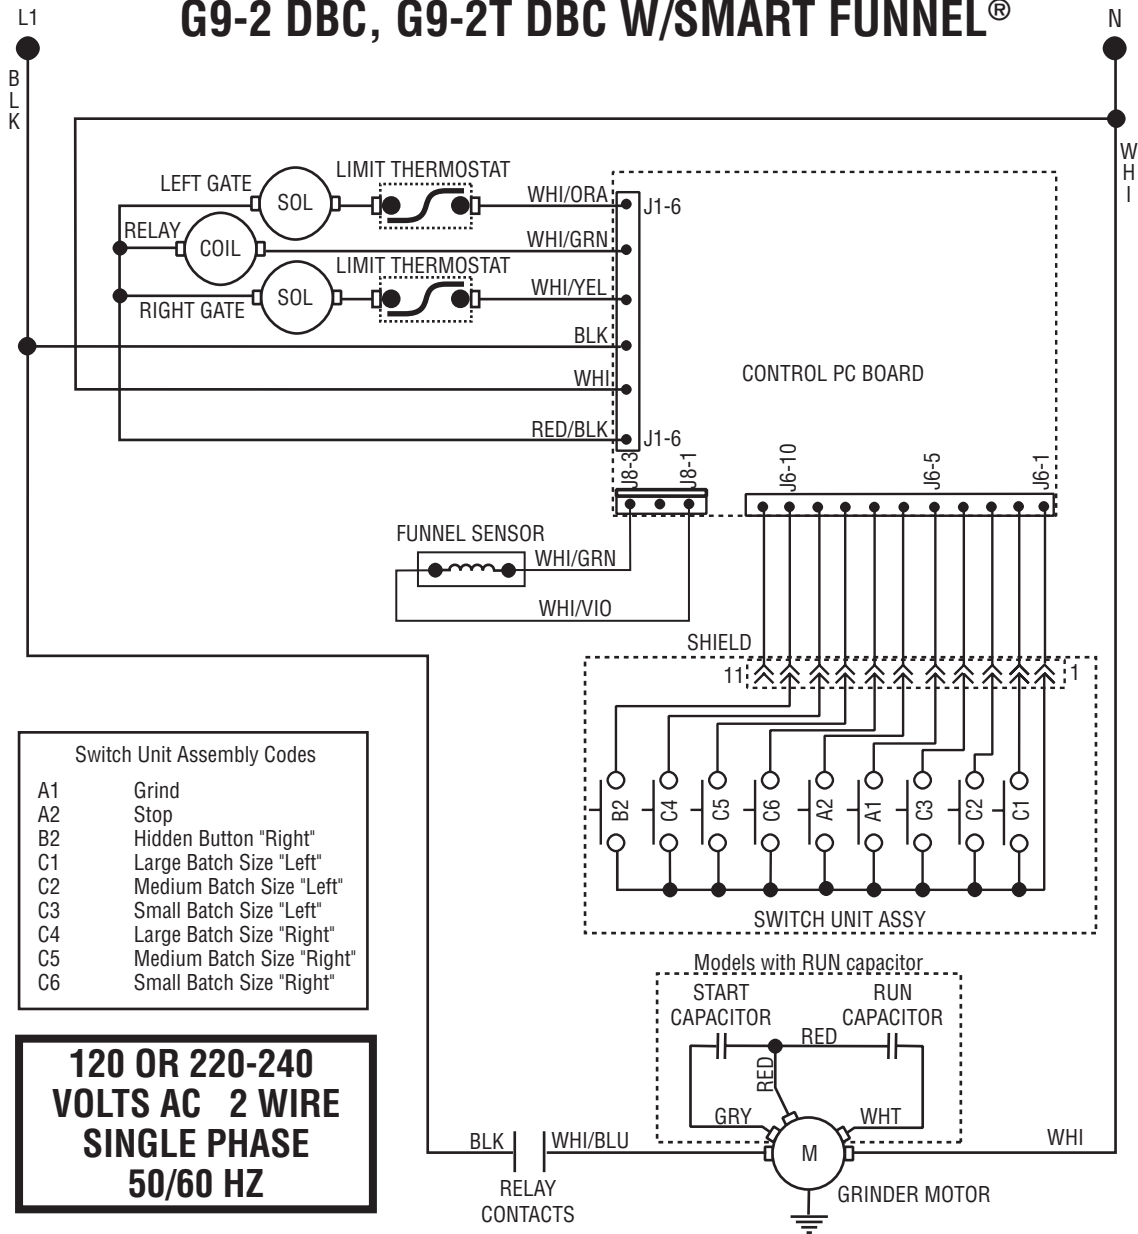 G9-2 DBC, G9-2T DBC W/SMART FUNNEL®
L1
N
BLK
WHI
LEFT GATE
SOL
LIMIT THERMOSTAT
WHI/ORA
J1-6
RELAY
COIL
WHI/GRN
LIMIT THERMOSTAT
RIGHT GATE
SOL
WHI/YEL
BLK
WHI
CONTROL PC BOARD
RED/BLK
J1-6
J8-3
J8-1
J6-10
J6-5
J6-1
FUNNEL SENSOR
WHI/GRN
WHI/VIO
SHIELD
11
1
B2
C4
C5
C6
A2
A1
C3
C2
C1
SWITCH UNIT ASSY
Switch Unit Assembly Codes
A1 Grind
A2 Stop
B2 Hidden Button "Right"
C1 Large Batch Size "Left"
C2 Medium Batch Size "Left"
C3 Small Batch Size "Left"
C4 Large Batch Size "Right"
C5 Medium Batch Size "Right"
C6 Small Batch Size "Right"
120 OR 220-240
VOLTS AC 2 WIRE
SINGLE PHASE
50/60 HZ
Models with RUN capacitor
START
CAPACITOR
RUN
CAPACITOR
RED
RED
GRY
WHT
BLK
WHI/BLU
M
WHI
RELAY
CONTACTS
GRINDER MOTOR